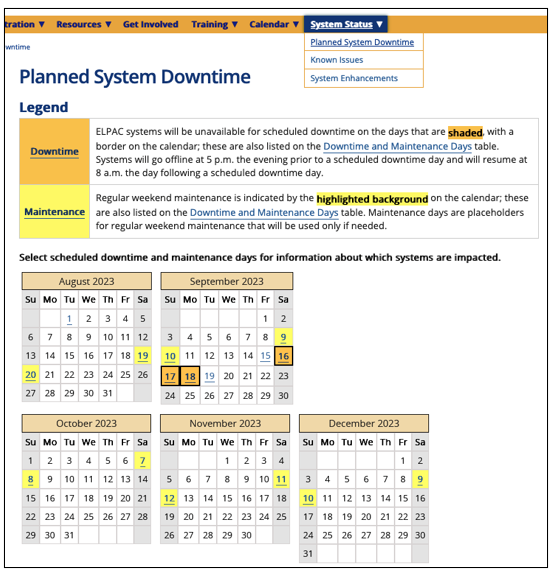 tration ▼ Resources ▼ Get Involved Training ▼ Calendar ▼ System Status ▼
wntime
Planned System Downtime
Known Issues
System Enhancements
Planned System Downtime
Legend
Downtime
ELPAC systems will be unavailable for scheduled downtime on the days that are shaded, with a
border on the calendar; these are also listed on the Downtime and Maintenance Days table.
Systems will go offline at 5 p.m. the evening prior to a scheduled downtime day and will resume at
8 a.m. the day following a scheduled downtime day.
Maintenance
Regular weekend maintenance is indicated by the highlighted background on the calendar; these
are also listed on the Downtime and Maintenance Days table. Maintenance days are placeholders
for regular weekend maintenance that will be used only if needed.
Select scheduled downtime and maintenance days for information about which systems are impacted.
August 2023
Su Mo Tu We Th Fr Sa
1 2 3 4 5
6 7 8 9 10 11 12
13 14 15 16 17 18 19
20 21 22 23 24 25 26
27 28 29 30 31
September 2023
Su Mo Tu We Th Fr Sa
1 2
3 4 5 6 7 8 9
10 11 12 13 14 15 16
17 18 19 20 21 22 23
24 25 26 27 28 29 30
October 2023
Su Mo Tu We Th Fr Sa
1 2 3 4 5 6 7
8 9 10 11 12 13 14
15 16 17 18 19 20 21
22 23 24 25 26 27 28
29 30 31
November 2023
Su Mo Tu We Th Fr Sa
1 2 3 4
5 6 7 8 9 10 11
12 13 14 15 16 17 18
19 20 21 22 23 24 25
26 27 28 29 30
December 2023
Su Mo Tu We Th Fr Sa
1 2
3 4 5 6 7 8 9
10 11 12 13 14 15 16
17 18 19 20 21 22 23
24 25 26 27 28 29 30
31